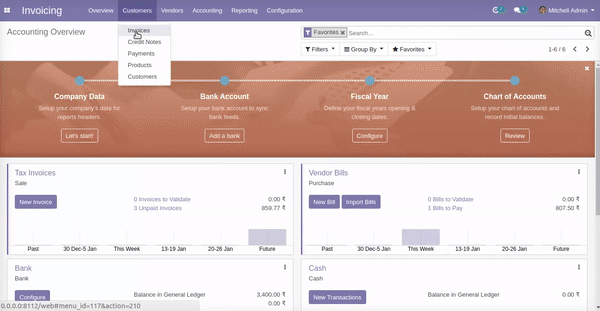 Invoicing Overview Customers Vendors Accounting Reporting Configuration Mitchell Admin
Accounting Overview
Favorites Search...
Filters Group By Favorites 1-6 / 6
Invoices
Credit Notes
Payments
Products
Customers
Company Data
Setup your company's data for
reports headers.
Let's start!
Bank Account
Setup your bank account to sync
bank feeds.
Add a bank
Fiscal Year
Define your fiscal years opening &
closing dates.
Configure
Chart of Accounts
Setup your chart of accounts and
record initial balances.
Review
Tax Invoices
Sale
New Invoice
0 Invoices to Validate 0.00 ₹
3 Unpaid Invoices 859.77 ₹
Past 30 Dec-5 Jan This Week 13-19 Jan 20-26 Jan Future
Vendor Bills
Purchase
New Bill Import Bills
0 Bills to Validate 0.00 ₹
1 Bills to Pay 807.50 ₹
Past 30 Dec-5 Jan This Week 13-19 Jan 20-26 Jan Future
Bank
Bank
Configure
Balance in General Ledger 3,400.00 ₹
0.00 ₹
Cash
Cash
New Transactions
Balance in General Ledger 0.00 ₹
0.0.0.0:8112/web#menu_id=117&action=210